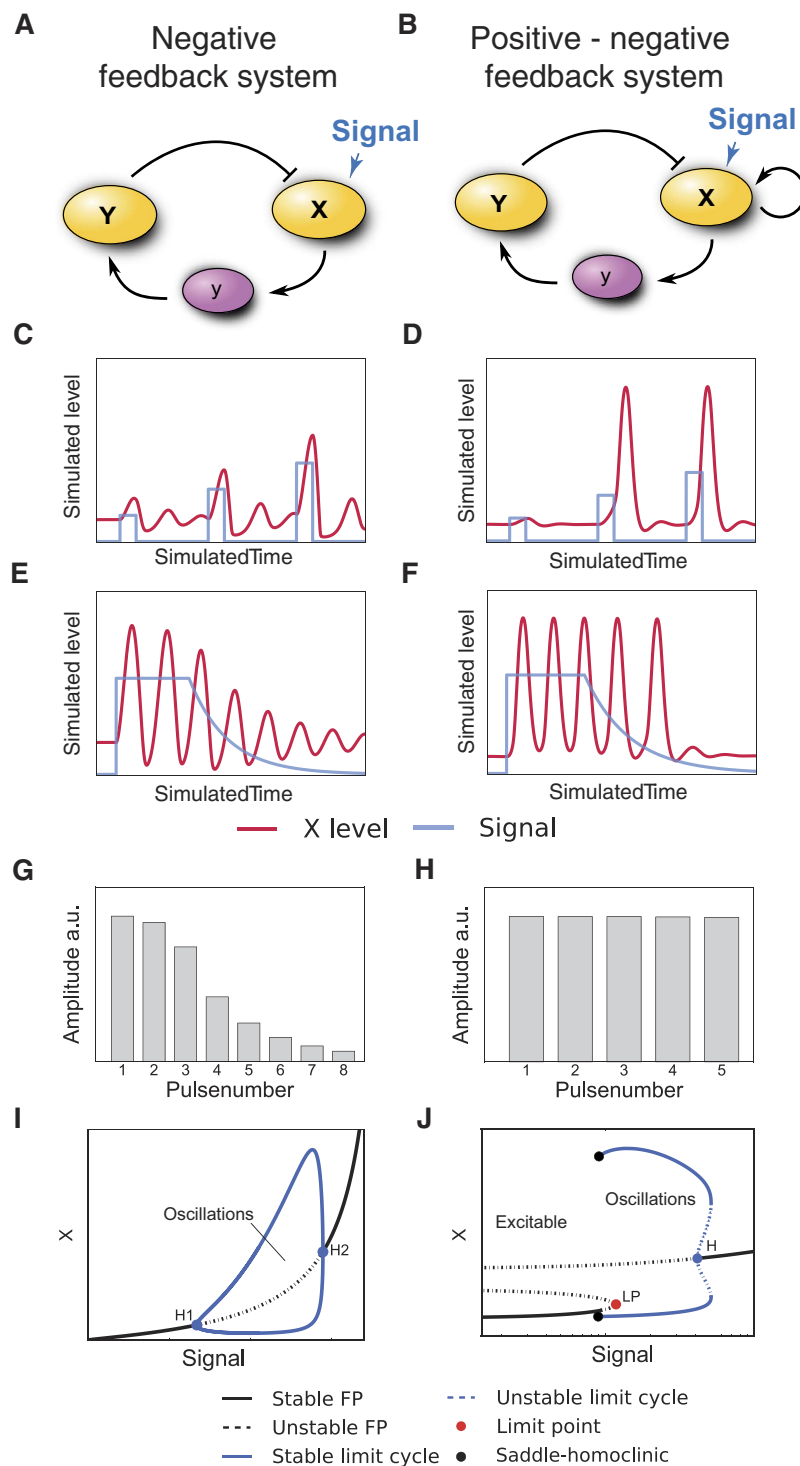 A
Negative
feedback system
Signal
Y
X
y
B
Positive - negative
feedback system
Signal
Y
X
y
C
Simulated level
SimulatedTime
D
Simulated level
SimulatedTime
E
Simulated level
SimulatedTime
F
Simulated level
SimulatedTime
X level
Signal
G
Amplitude a.u.
1 2 3 4 5 6 7 8
Pulsenumber
H
Amplitude a.u.
1 2 3 4 5
Pulsenumber
I
X
Oscillations
H1
H2
Signal
J
X
Excitable
Oscillations
H
LP
Signal
Stable FP
Unstable FP
Stable limit cycle
Unstable limit cycle
Limit point
Saddle-homoclinic